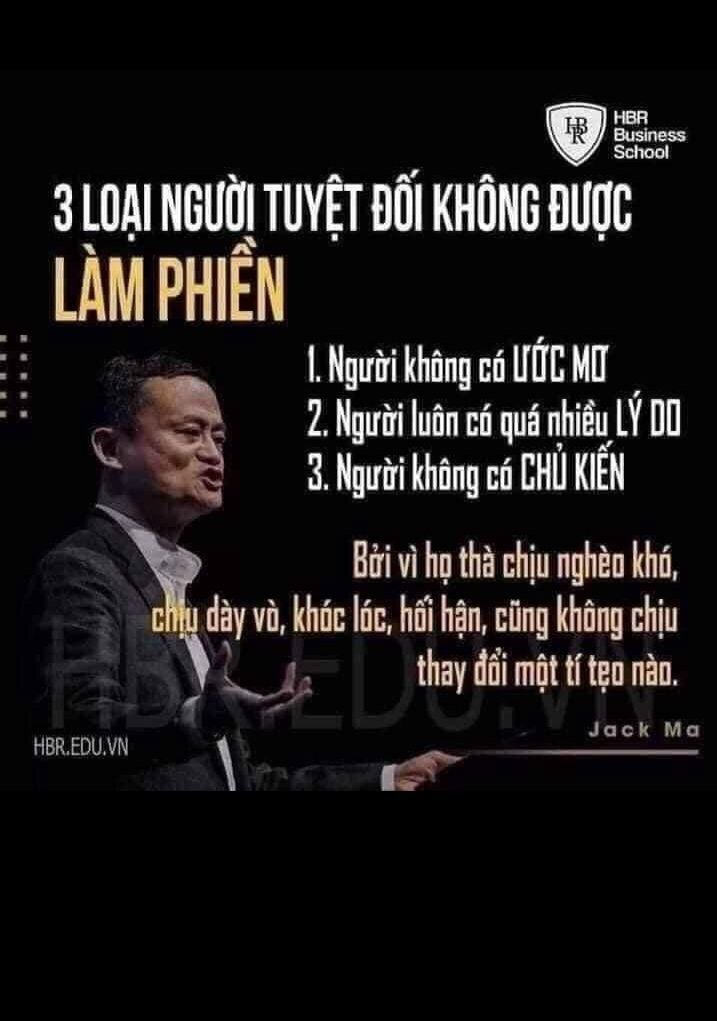 HBR
Business
School
3 LOẠI NGƯỜI TUYỆT ĐỐI KHÔNG ĐƯỢC
LÀM PHIỀN
1. Người không có ƯỚC MƠ
2. Người luôn có quá nhiều LÝ DO
3. Người không có CHỦ KIẾN
Bởi vì họ thà chịu nghèo khó,
chịu dày vò, khóc lóc, hối hận, cũng không chịu
thay đổi một tí tẹo nào.
HBR.EDU.VN
Jack Ma
HBR.EDU.VN